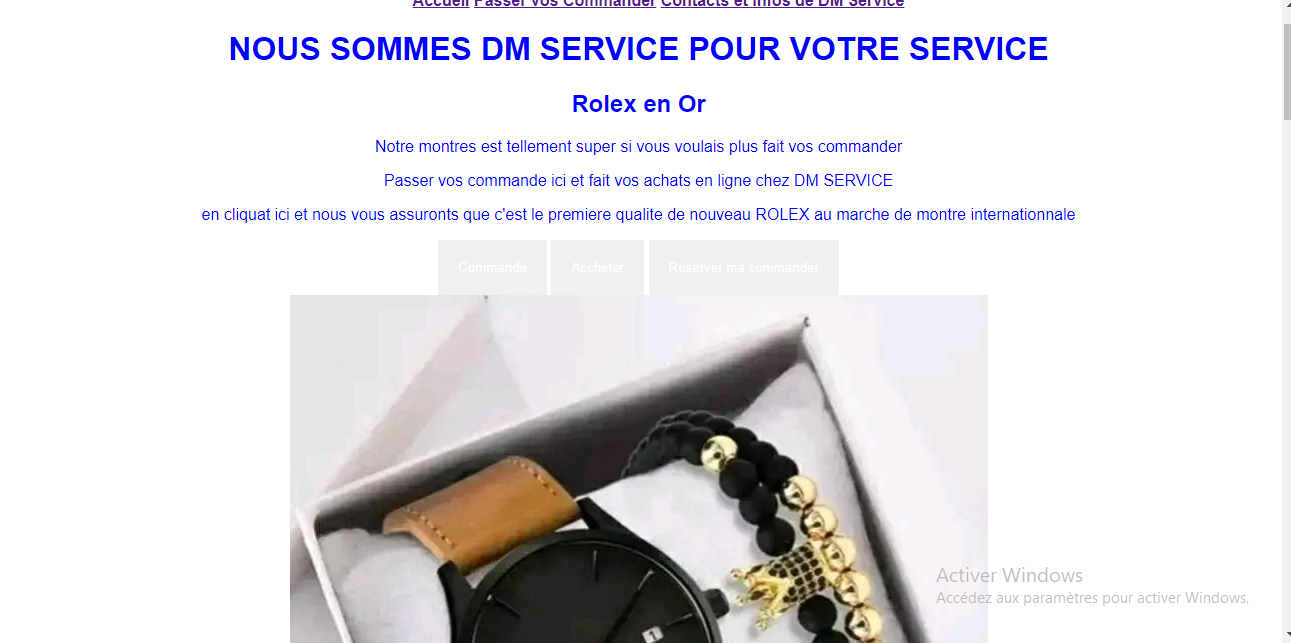 Accueil Passer vos Commander Contacts et Infos de DM Service
NOUS SOMMES DM SERVICE POUR VOTRE SERVICE
Rolex en Or
Notre montres est tellement super si vous voulais plus fait vos commander
Passer vos commande ici et fait vos achats en ligne chez DM SERVICE
en cliquat ici et nous vous assuronts que c'est le premiere qualite de nouveau ROLEX au marche de montre internationnale
Commande Accheter Reserver ma commander
1
Activer Windows
Accédez aux paramètres pour activer Windows.